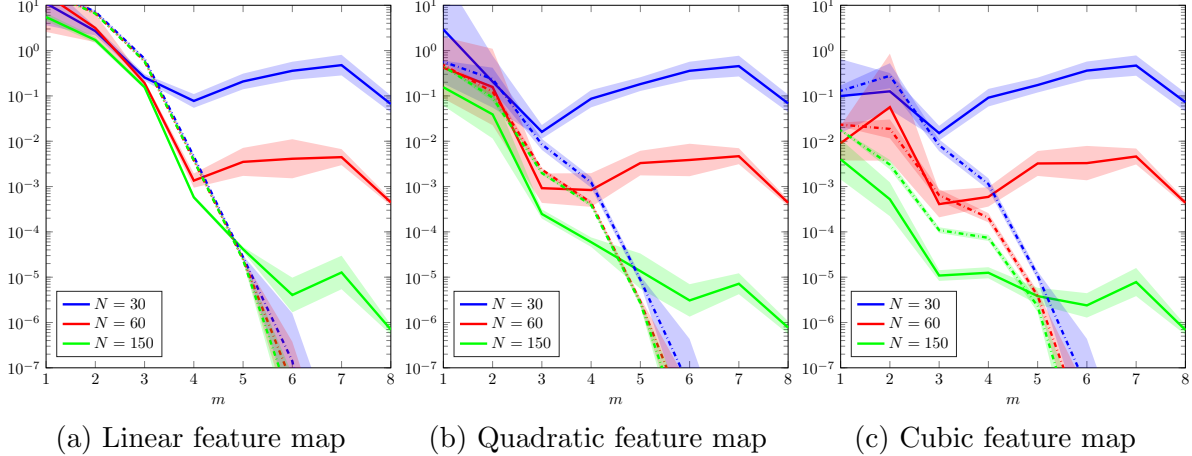 10^1
10^0
10^−1
10^−2
10^−3
10^−4
10^−5
10^−6
10^−7
N = 30
N = 60
N = 150
1 2 3 4 5 6 7 8
m
(a) Linear feature map
10^1
10^0
10^−1
10^−2
10^−3
10^−4
10^−5
10^−6
10^−7
N = 30
N = 60
N = 150
1 2 3 4 5 6 7 8
m
(b) Quadratic feature map
10^1
10^0
10^−1
10^−2
10^−3
10^−4
10^−5
10^−6
10^−7
N = 30
N = 60
N = 150
1 2 3 4 5 6 7 8
m
(c) Cubic feature map